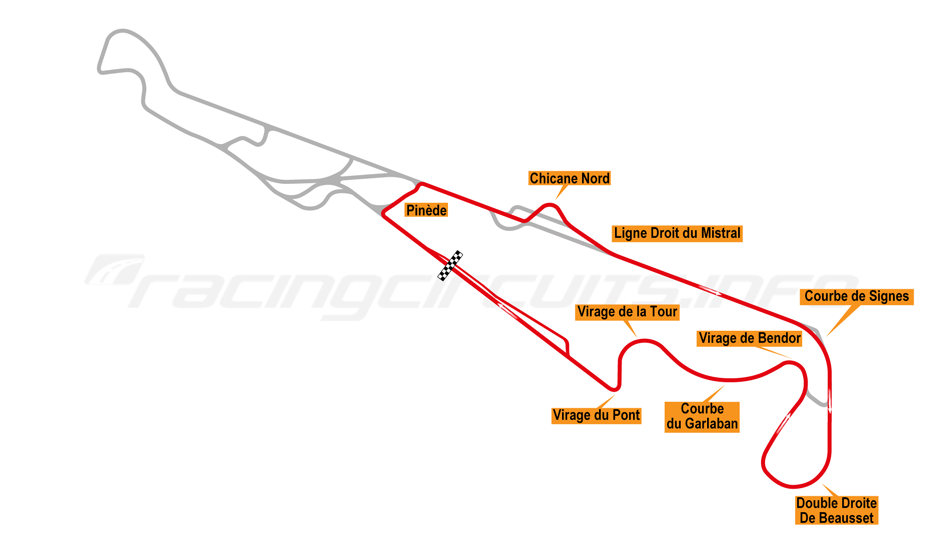 Chicane Nord
Pinède
Ligne Droit du Mistral
racingcircuits.info
Courbe de Signes
Virage de la Tour
Virage de Bendor
Virage du Pont
Courbe
du Garlaban
Double Droite
De Beausset